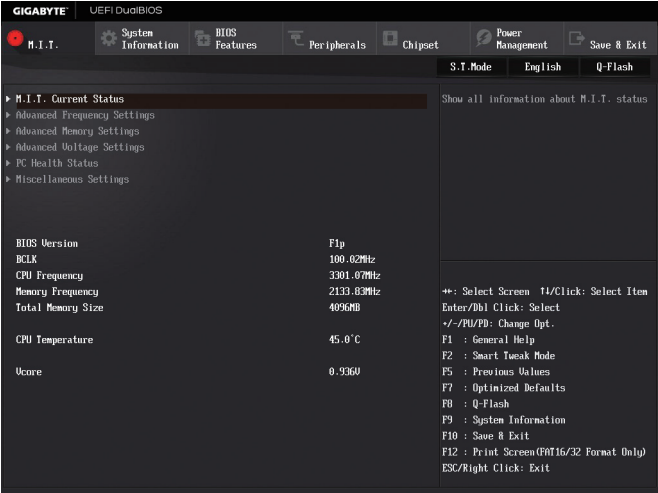 GIGABYTE™ UEFI DualBIOS
M.I.T.
System Information
BIOS Features
Peripherals
Chipset
Power Management
Save & Exit
S.T.Mode English Q-Flash
M.I.T. Current Status
Advanced Frequency Settings
Advanced Memory Settings
Advanced Voltage Settings
PC Health Status
Miscellaneous Settings
Show all information about M.I.T. status
BIOS Version F1p
BCLK 100.02MHz
CPU Frequency 3301.07MHz
Memory Frequency 2133.83MHz
Total Memory Size 4096MB
CPU Temperature 45.0°C
Vcore 0.936V
→←: Select Screen ↑↓/Click: Select Item
Enter/Dbl Click: Select
+/-/PU/PD: Change Opt.
F1 : General Help
F2 : Smart Tweak Mode
F5 : Previous Values
F7 : Optimized Defaults
F8 : Q-Flash
F9 : System Information
F10 : Save & Exit
F12 : Print Screen(FAT16/32 Format Only)
ESC/Right Click: Exit